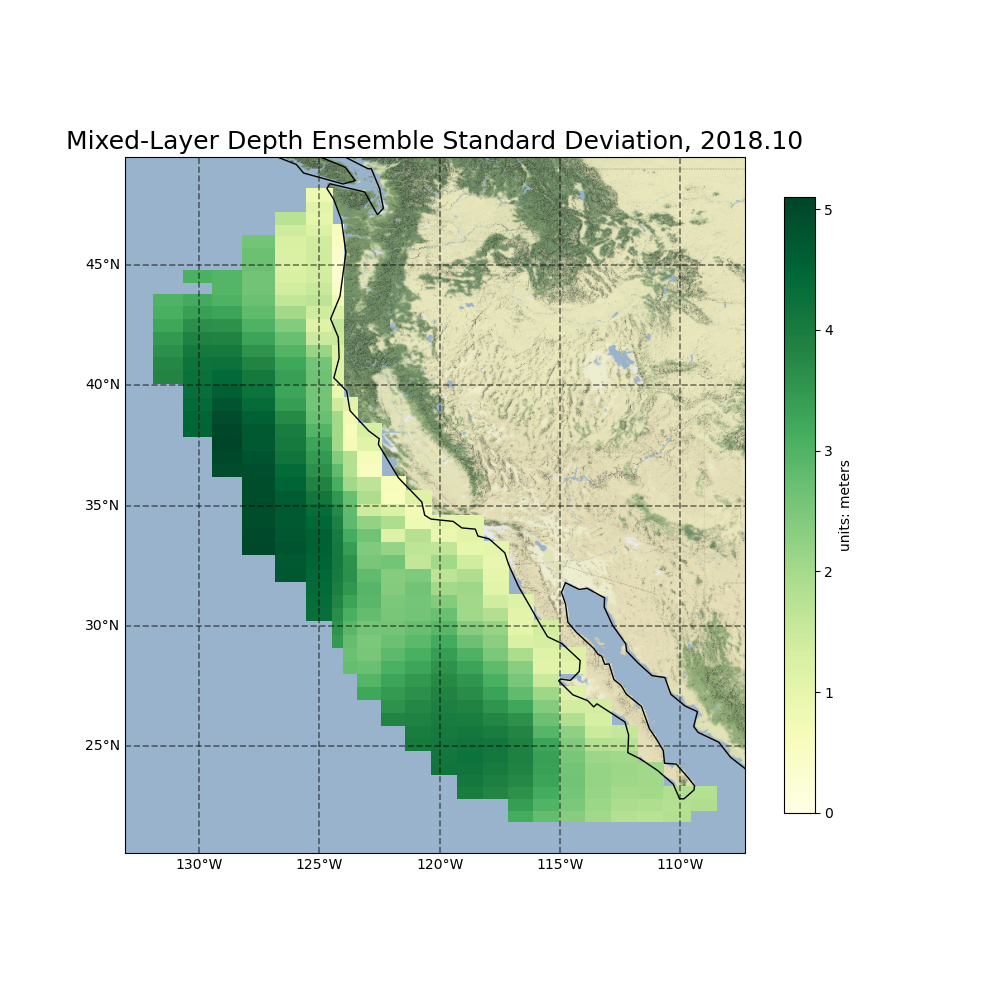 Mixed-Layer Depth Ensemble Standard Deviation, 2018.10
45°N
40°N
35°N
30°N
25°N
130°W
125°W
120°W
115°W
110°W
5
4
3
2
1
0
units: meters